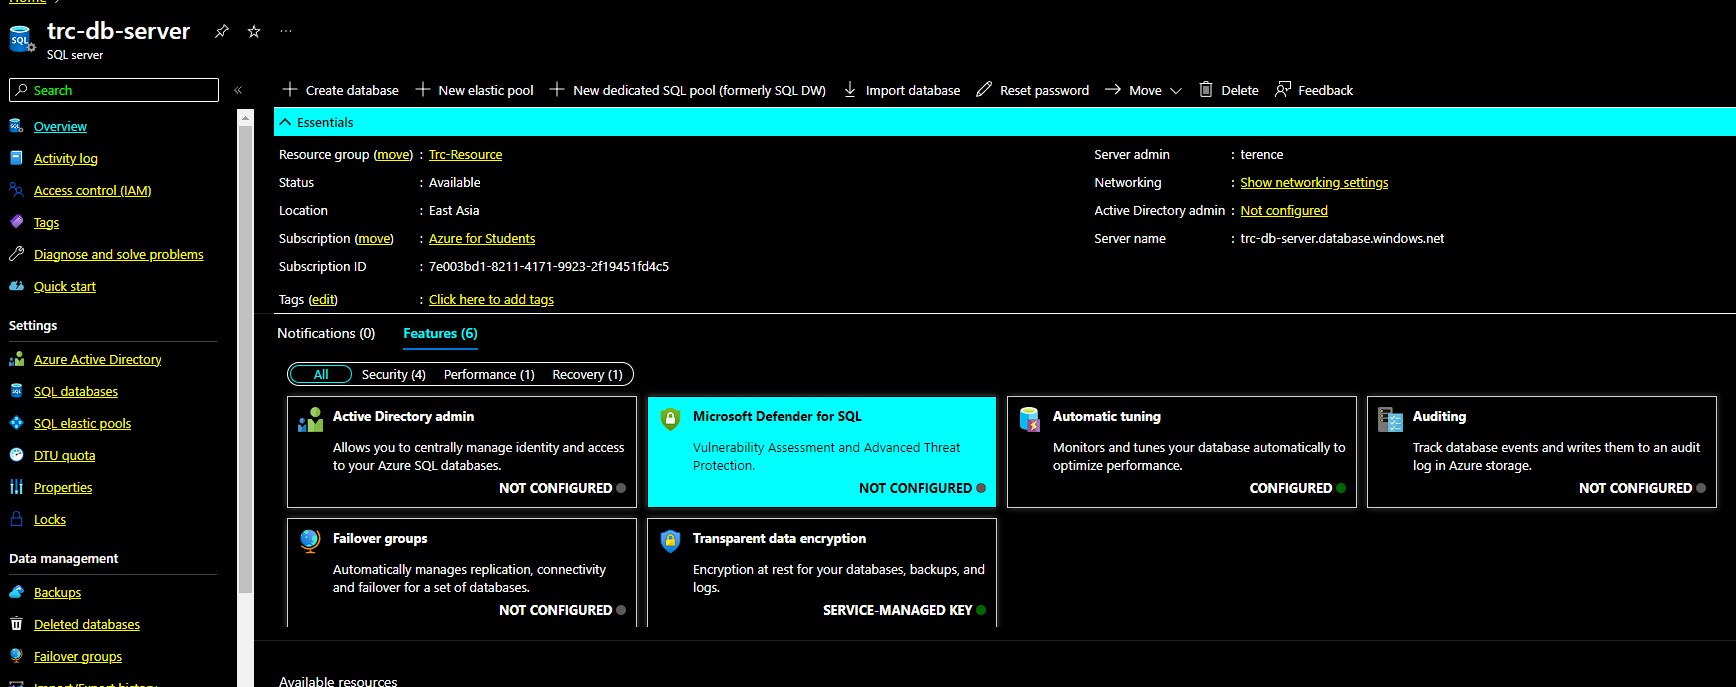 Home
trc-db-server
SQL server
Search
Create database
New elastic pool
New dedicated SQL pool (formerly SQL DW)
Import database
Reset password
Move
Delete
Feedback
Overview
Activity log
Access control (IAM)
Tags
Diagnose and solve problems
Quick start
Settings
Azure Active Directory
SQL databases
SQL elastic pools
DTU quota
Properties
Locks
Data management
Backups
Deleted databases
Failover groups
Import/Export history
Essentials
Resource group (move) : Trc-Resource
Status : Available
Location : East Asia
Subscription (move) : Azure for Students
Subscription ID : 7e003bd1-8211-4171-9923-2f19451fd4c5
Tags (edit) : Click here to add tags
Server admin : terence
Networking : Show networking settings
Active Directory admin : Not configured
Server name : trc-db-server.database.windows.net
Notifications (0)
Features (6)
All
Security (4)
Performance (1)
Recovery (1)
Active Directory admin
Allows you to centrally manage identity and access
to your Azure SQL databases.
NOT CONFIGURED
Microsoft Defender for SQL
Vulnerability Assessment and Advanced Threat
Protection.
NOT CONFIGURED
Automatic tuning
Monitors and tunes your database automatically to
optimize performance.
CONFIGURED
Auditing
Track database events and writes them to an audit
log in Azure storage.
NOT CONFIGURED
Failover groups
Automatically manages replication, connectivity
and failover for a set of databases.
NOT CONFIGURED
Transparent data encryption
Encryption at rest for your databases, backups, and
logs.
SERVICE-MANAGED KEY
Available resources